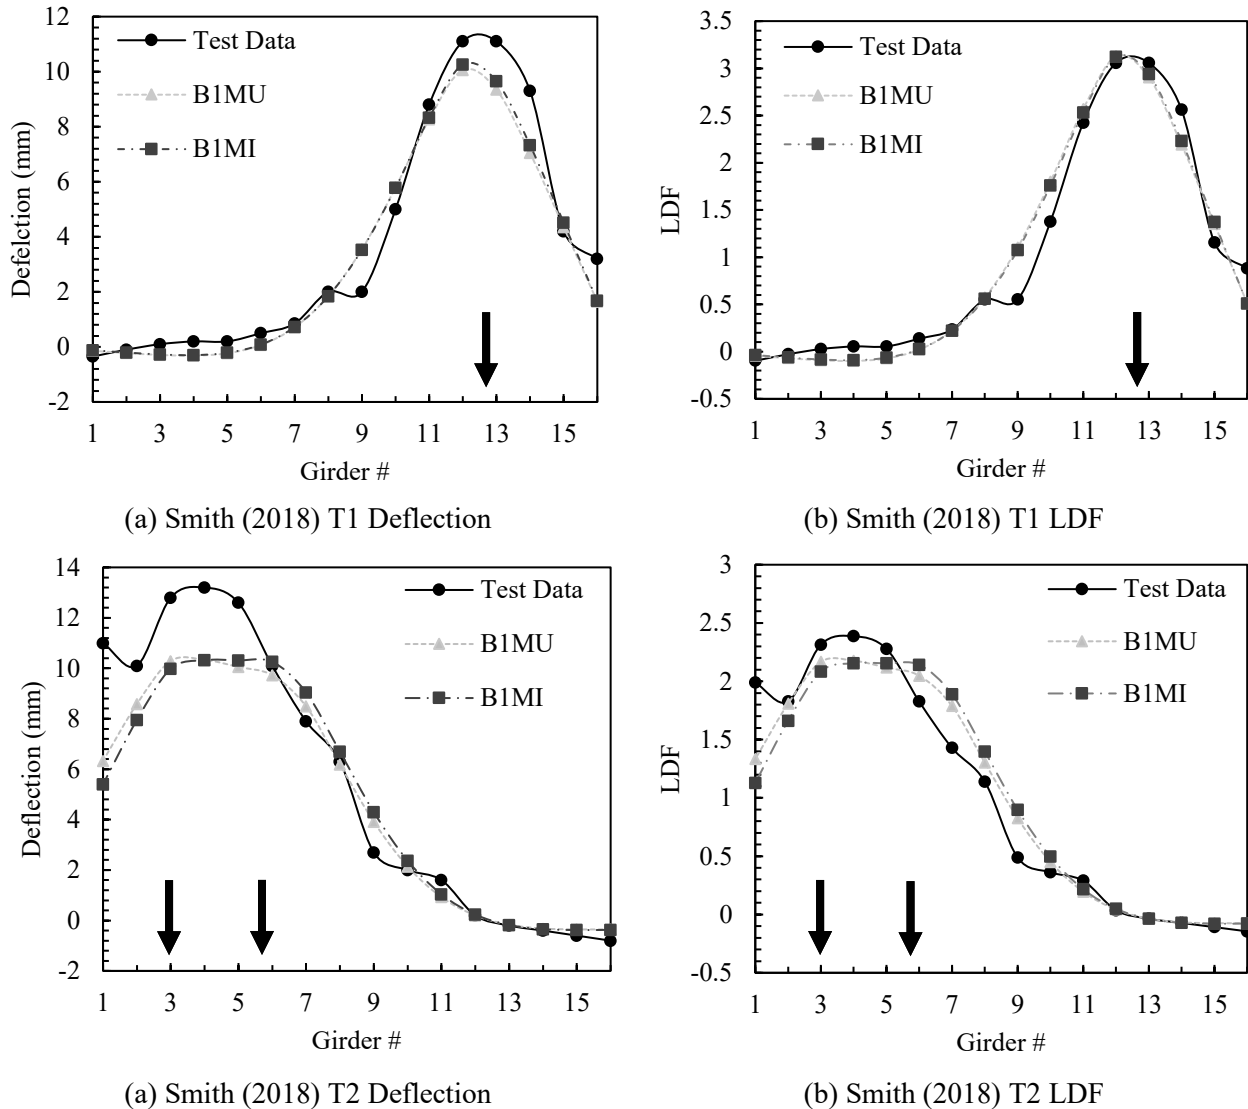 12
10
8
6
4
2
0
-2
Defelction (mm)
Test Data
B1MU
B1MI
1 3 5 7 9 11 13 15
Girder #
(a) Smith (2018) T1 Deflection
3.5
3
2.5
2
1.5
1
0.5
0
-0.5
LDF
Test Data
B1MU
B1MI
1 3 5 7 9 11 13 15
Girder #
(b) Smith (2018) T1 LDF
14
12
10
8
6
4
2
0
-2
Deflection (mm)
Test Data
B1MU
B1MI
1 3 5 7 9 11 13 15
Girder #
(a) Smith (2018) T2 Deflection
3
2.5
2
1.5
1
0.5
0
-0.5
LDF
Test Data
B1MU
B1MI
1 3 5 7 9 11 13 15
Girder #
(b) Smith (2018) T2 LDF